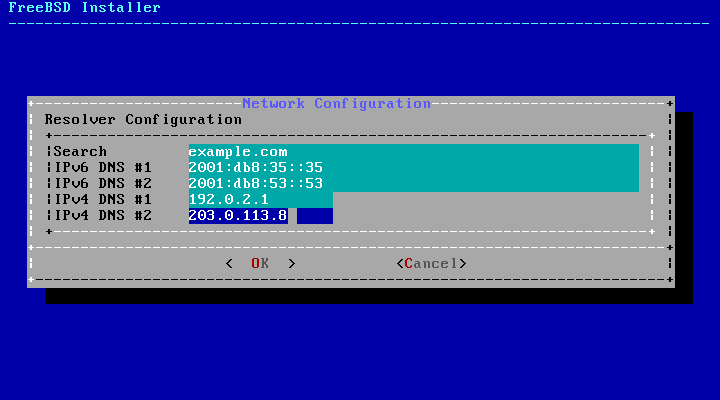 FreeBSD Installer
Network Configuration
Resolver Configuration
Search example.com
IPv6 DNS #1 2001:db8:35::35
IPv6 DNS #2 2001:db8:53::53
IPv4 DNS #1 192.0.2.1
IPv4 DNS #2 203.0.113.8
< OK > <Cancel>